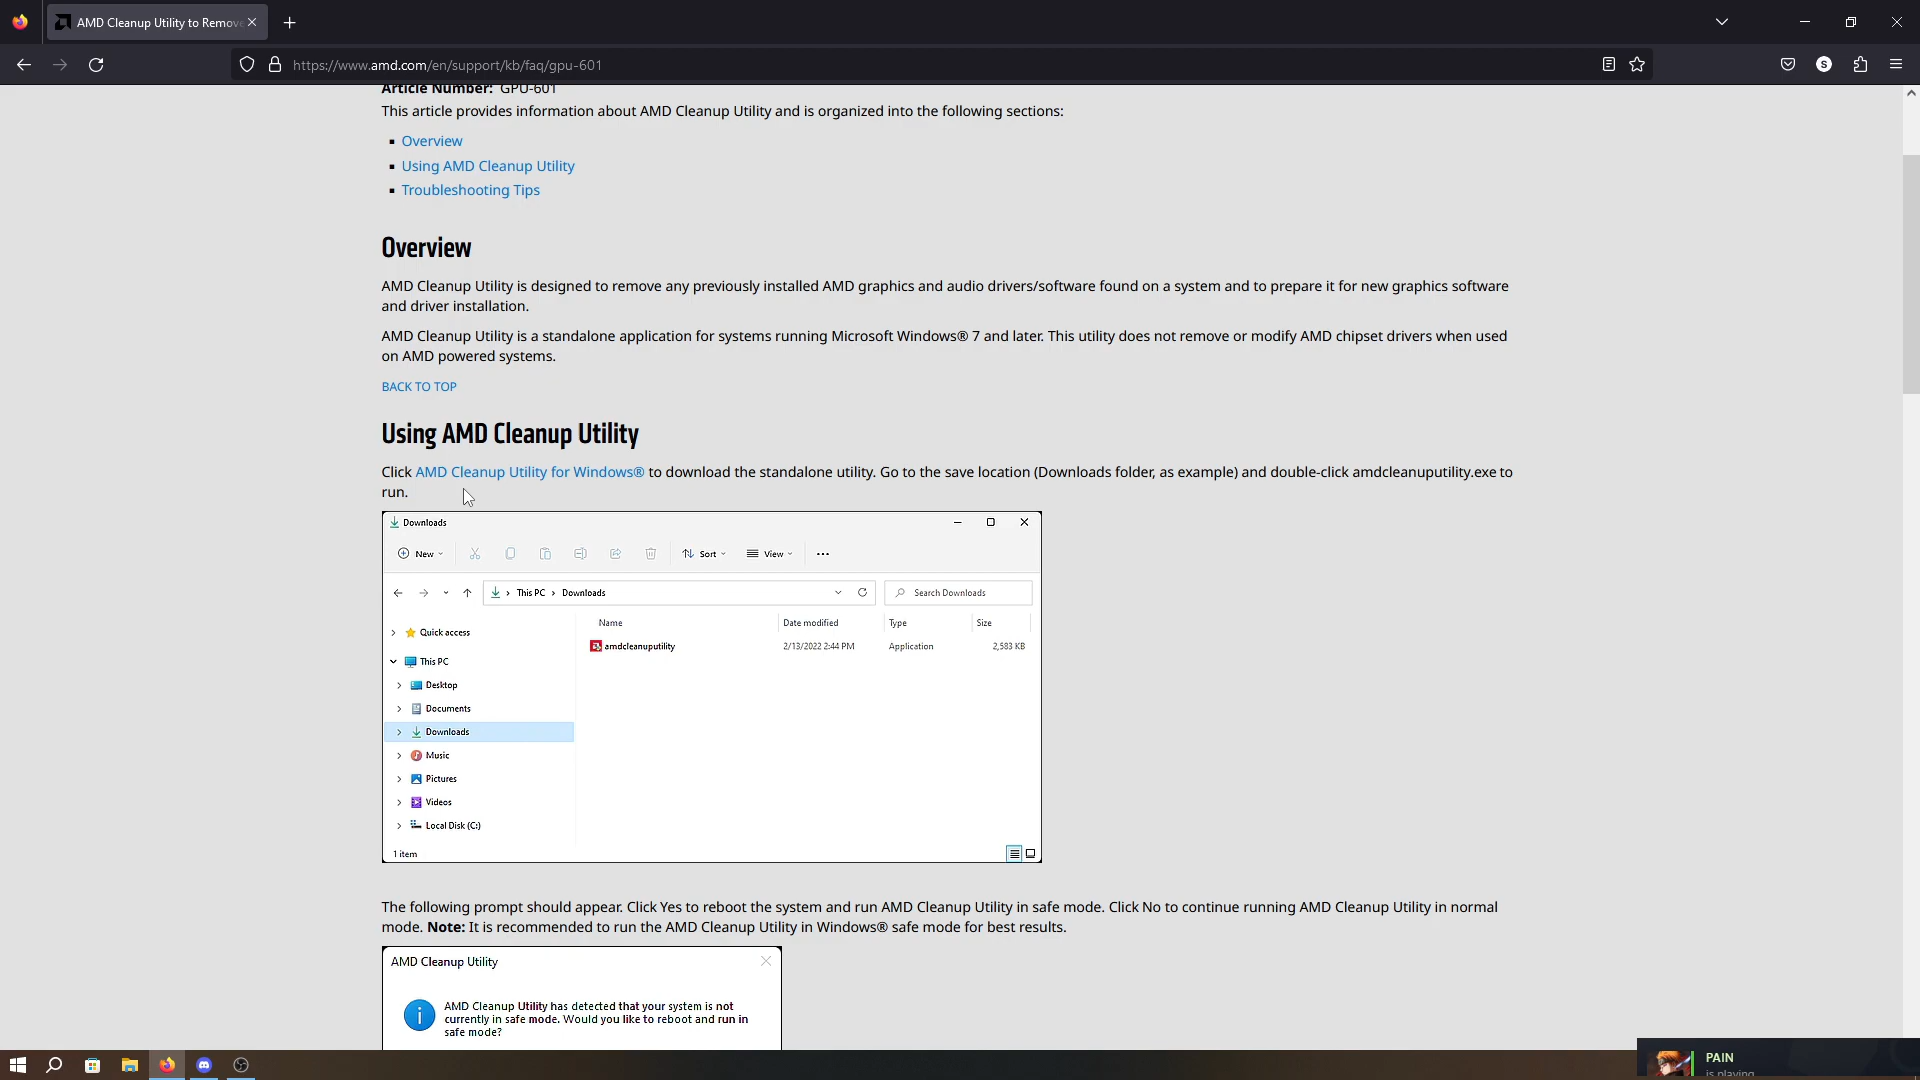 AMD Cleanup Utility to Remov
https://www.amd.com/en/support/kb/faq/gpu-601
S
Article Number: GPU-601
This article provides information about AMD Cleanup Utility and is organized into the following sections:
Overview
Using AMD Cleanup Utility
Troubleshooting Tips
Overview
AMD Cleanup Utility is designed to remove any previously installed AMD graphics and audio drivers/software found on a system and to prepare it for new graphics software
and driver installation.
AMD Cleanup Utility is a standalone application for systems running Microsoft Windows® 7 and later. This utility does not remove or modify AMD chipset drivers when used
on AMD powered systems.
BACK TO TOP
Using AMD Cleanup Utility
Click AMD Cleanup Utility for Windows® to download the standalone utility. Go to the save location (Downloads folder, as example) and double-click amdcleanuputility.exe to
run.
Downloads
New Sort View
This PC > Downloads Search Downloads
Name Date modified Type Size
Quick access
amdcleanuputility 2/13/2022 2:44 PM Application 2,583 KB
This PC
Desktop
Documents
Downloads
Music
Pictures
Videos
Local Disk (C:)
1 item
The following prompt should appear. Click Yes to reboot the system and run AMD Cleanup Utility in safe mode. Click No to continue running AMD Cleanup Utility in normal
mode. Note: It is recommended to run the AMD Cleanup Utility in Windows® safe mode for best results.
AMD Cleanup Utility
AMD Cleanup Utility has detected that your system is not
currently in safe mode. Would you like to reboot and run in
safe mode?
PAIN
is playing